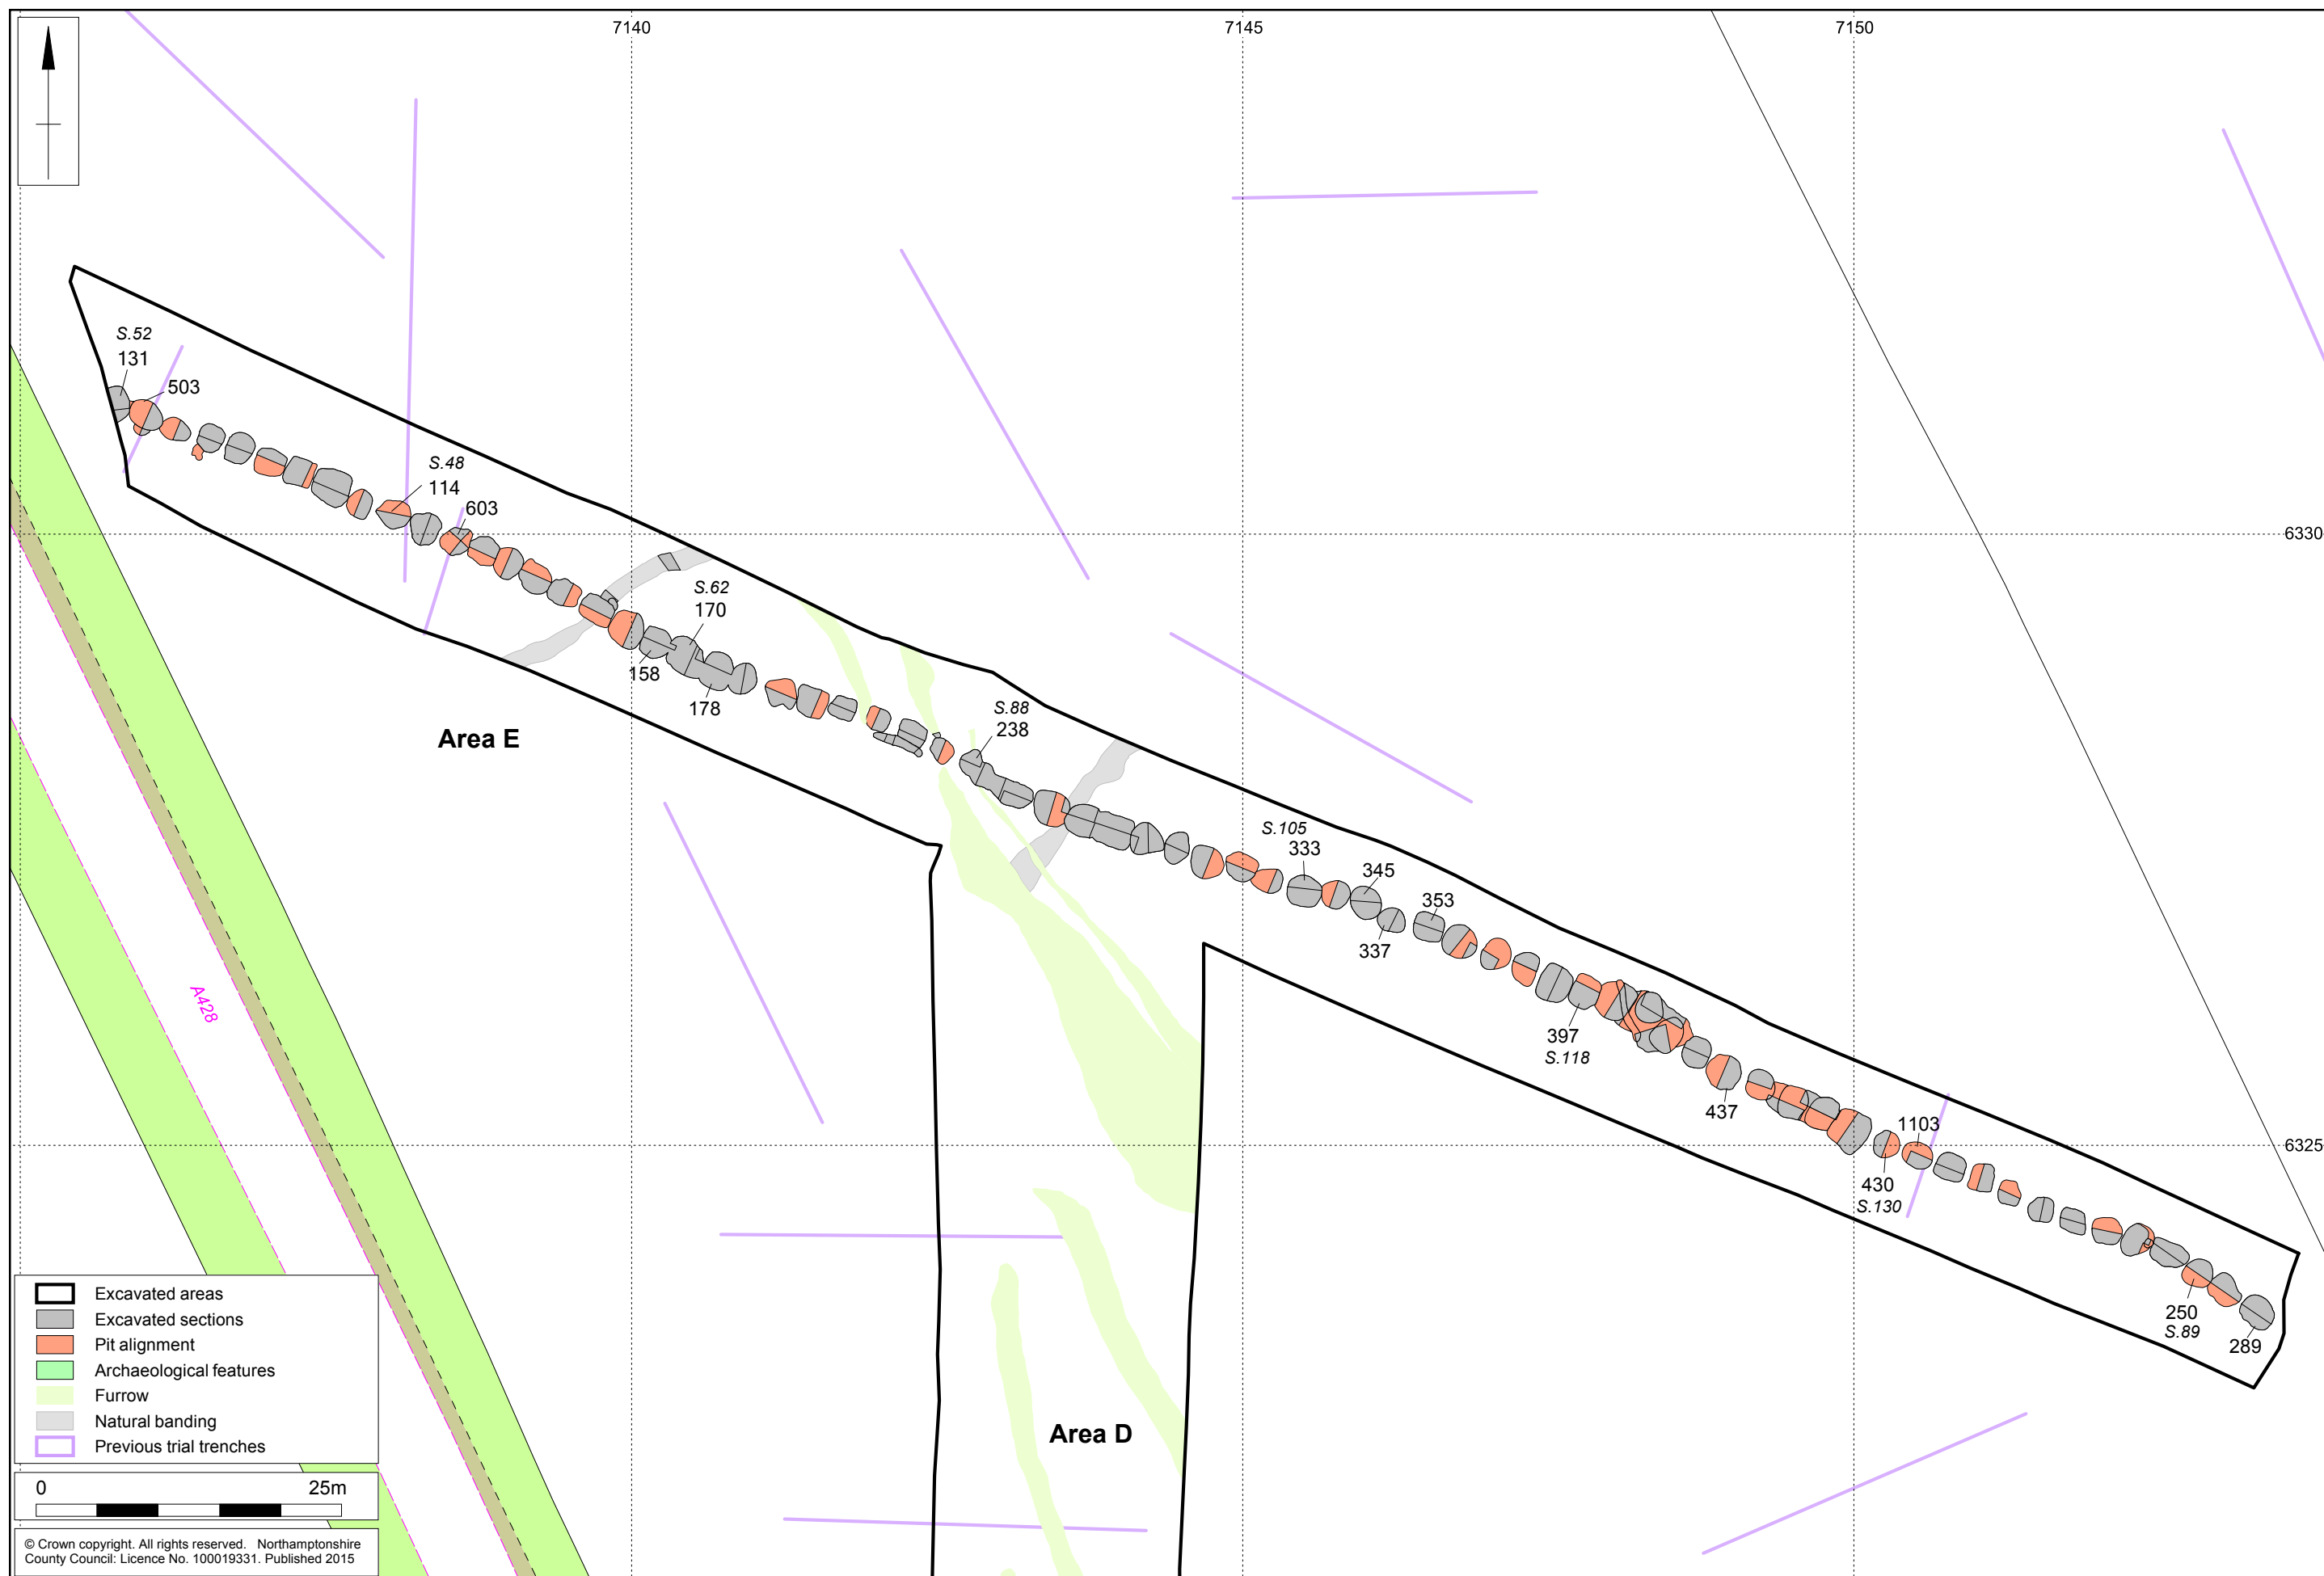 7140
7145
7150
S.52
131
503
S.48
114
603
6330
S.62
170
158
178
Area E
S.88
238
S.105
333
345
353
337
A428
397
S.118
437
1103
6325
430
S.130
250
S.89
289
Area D
Excavated areas
Excavated sections
Pit alignment
Archaeological features
Furrow
Natural banding
Previous trial trenches
0 25m
© Crown copyright. All rights reserved. Northamptonshire
County Council: Licence No. 100019331. Published 2015